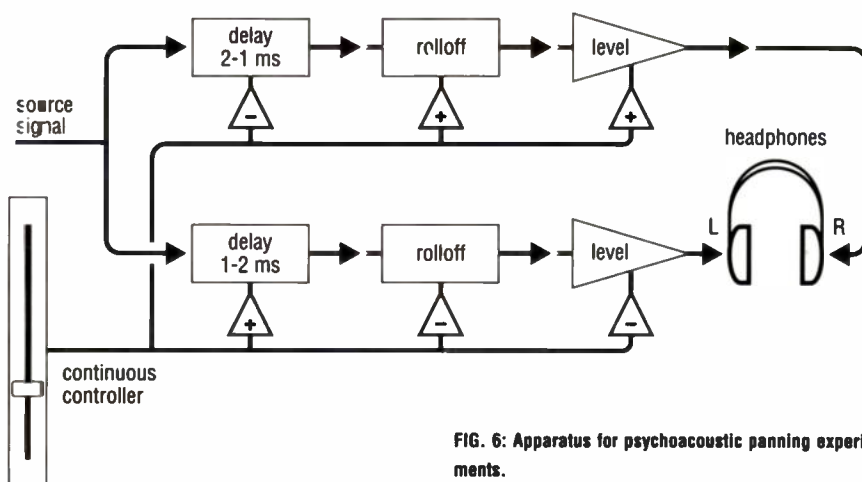 delay
2-1 ms
rolloff
level
source
signal
−
+
+
headphones
L
R
delay
1-2 ms
rolloff
level
+
−
−
continuous
controller
FIG. 6: Apparatus for psychoacoustic panning experi-
ments.